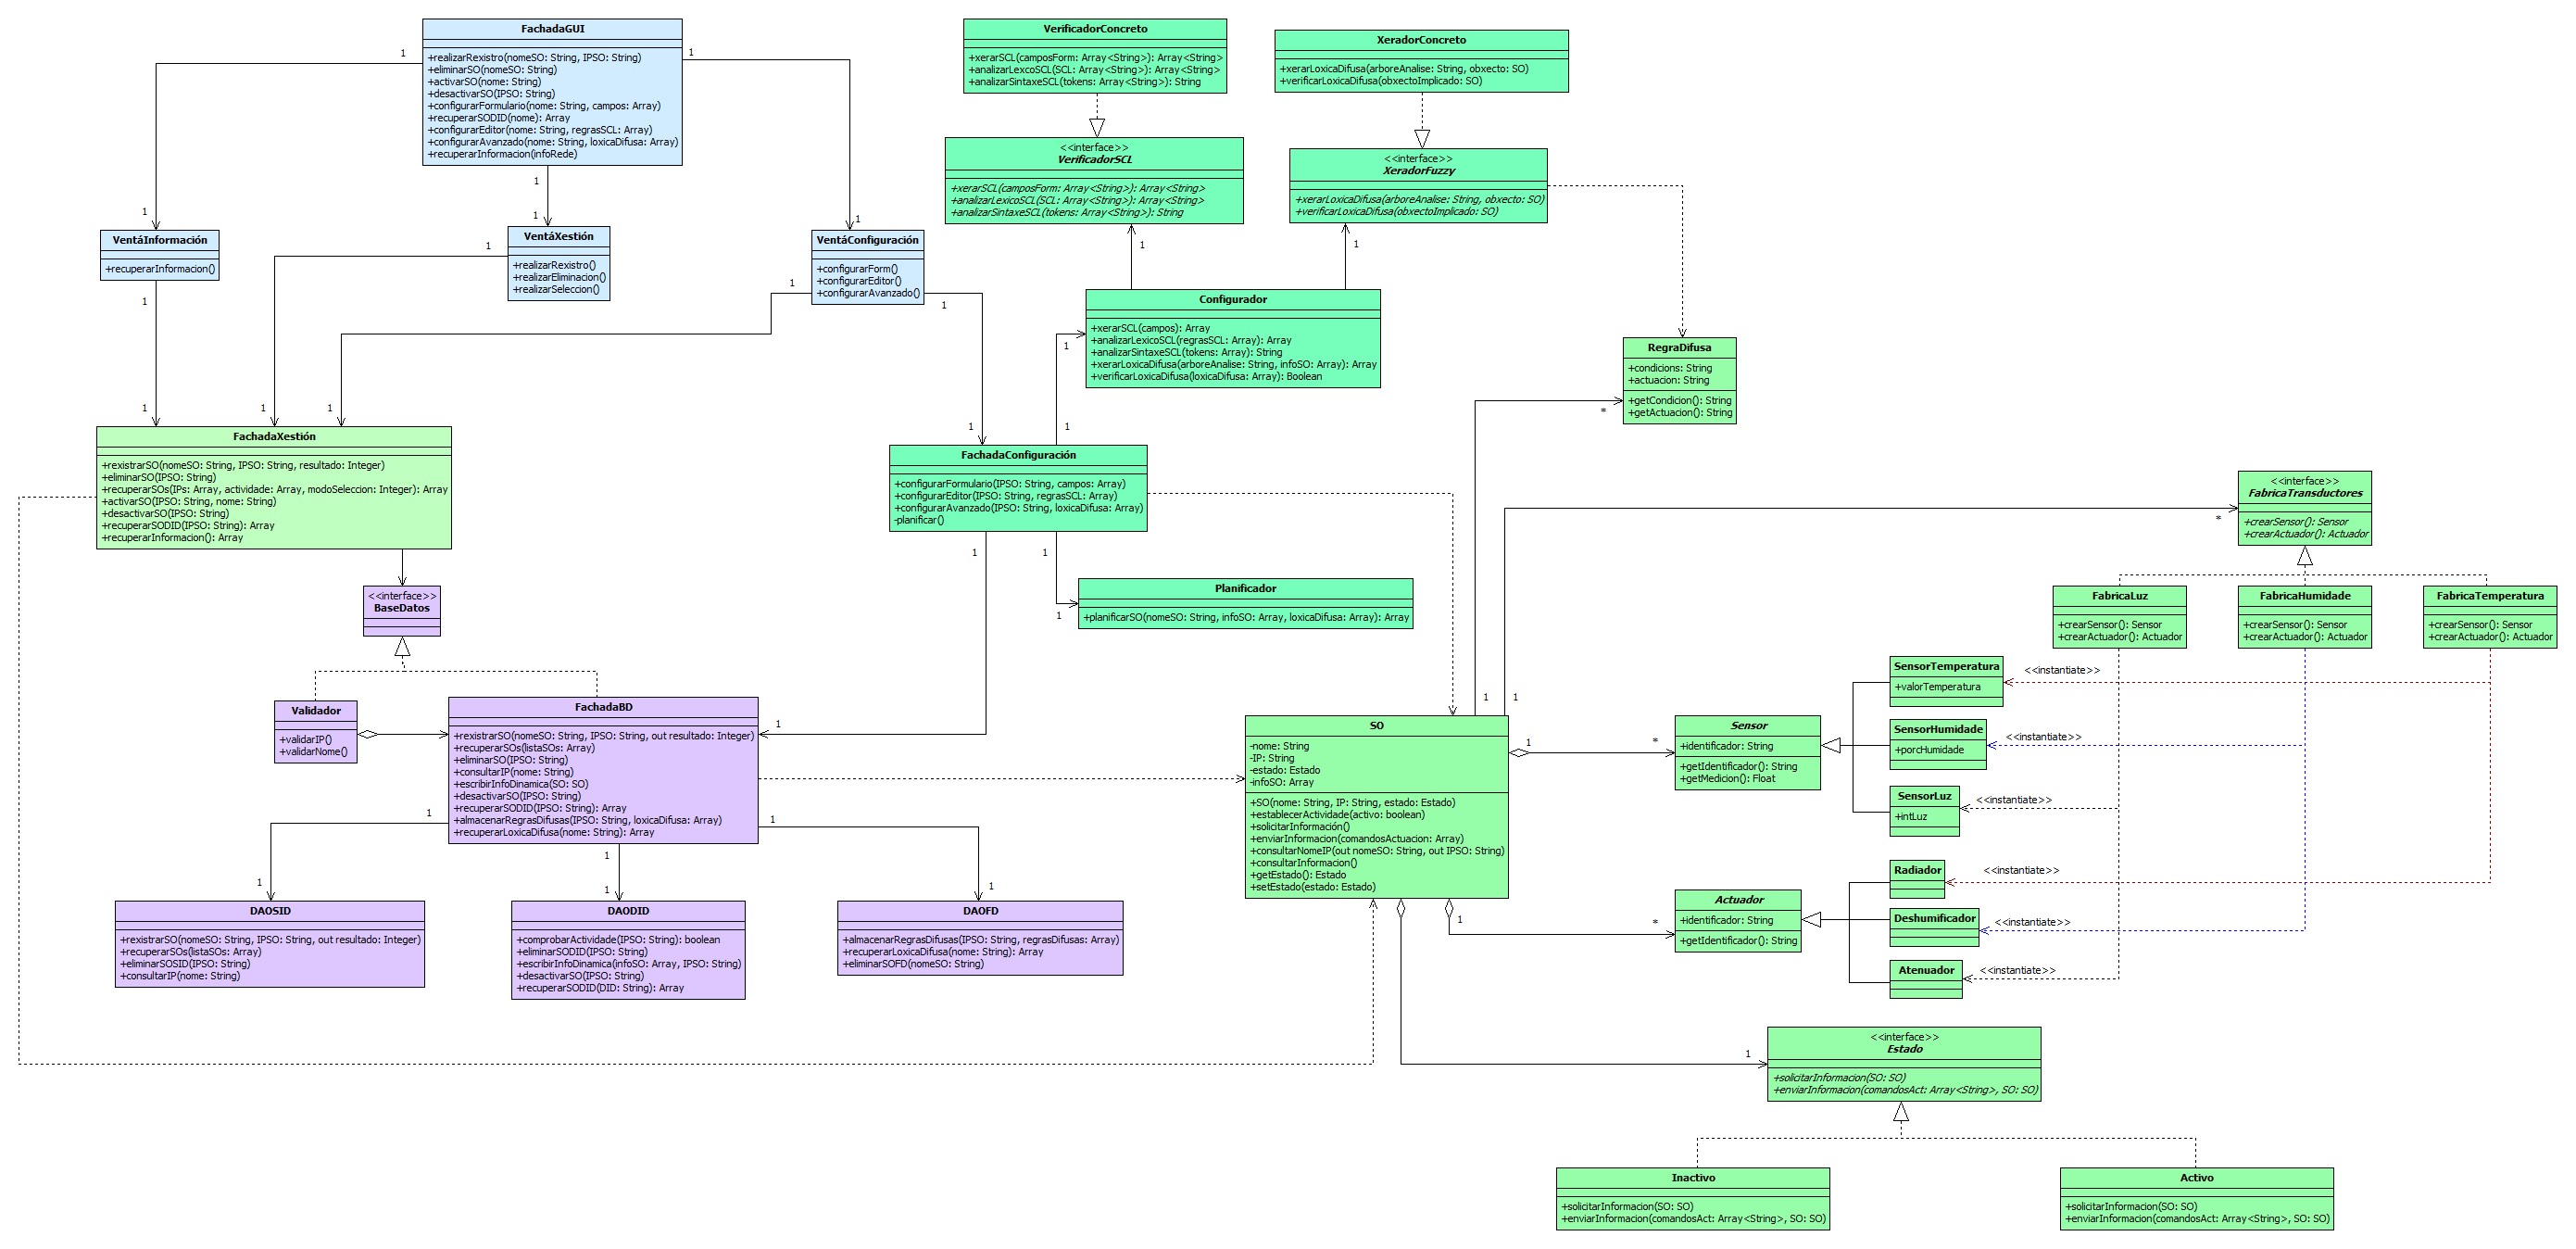 FachadaGUI
+realizarRexistro(nomeSO: String, IPSO: String)
+eliminarSO(nomeSO: String)
+activarSO(nome: String)
+desactivarSO(IPSO: String)
+configurarFormulario(nome: String, campos: Array)
+recuperarSODID(nome): Array
+configurarEditor(nome: String, regrasSCL: Array)
+configurarAvanzado(nome: String, loxicaDifusa: Array)
+recuperarInformacion(infoRede)
1
1
1
1
1
1
VentáInformación
+recuperarInformacion()
VentáXestión
+realizarRexistro()
+realizarEliminacion()
+realizarSeleccion()
VentáConfiguración
+configurarForm()
+configurarEditor()
+configurarAvanzado()
1
1
1
1
1
1
1
1
VerificadorConcreto
+xerarSCL(camposForm: Array<String>): Array<String>
+analizarLexcoSCL(SCL: Array<String>): Array<String>
+analizarSintaxeSCL(tokens: Array<String>): String
XeradorConcreto
+xerarLoxicaDifusa(arboreAnalise: String, obxecto: SO)
+verificarLoxicaDifusa(obxectoImplicado: SO)
<<interface>>
VerificadorSCL
+xerarSCL(camposForm: Array<String>): Array<String>
+analizarLexicoSCL(SCL: Array<String>): Array<String>
+analizarSintaxeSCL(tokens: Array<String>): String
<<interface>>
XeradorFuzzy
+xerarLoxicaDifusa(arboreAnalise: String, obxecto: SO)
+verificarLoxicaDifusa(obxectoImplicado: SO)
1
1
Configurador
+xerarSCL(campos): Array
+analizarLexicoSCL(regrasSCL: Array): Array
+analizarSintaxeSCL(tokens: Array): String
+xerarLoxicaDifusa(arboreAnalise: String, infoSO: Array): Array
+verificarLoxicaDifusa(loxicaDifusa: Array): Boolean
1
1
RegraDifusa
+condicions: String
+actuacion: String
+getCondicion(): String
+getActuacion(): String
*
FachadaXestión
+rexistrarSO(nomeSO: String, IPSO: String, resultado: Integer)
+eliminarSO(IPSO: String)
+recuperarSOs(IPs: Array, actividade: Array, modoSeleccion: Integer): Array
+activarSO(IPSO: String, nome: String)
+desactivarSO(IPSO: String)
+recuperarSODID(IPSO: String): Array
+recuperarInformacion(): Array
FachadaConfiguración
+configurarFormulario(IPSO: String, campos: Array)
+configurarEditor(IPSO: String, regrasSCL: Array)
+configurarAvanzado(IPSO: String, loxicaDifusa: Array)
-planificar()
1
1
1
1
Planificador
+planificarSO(nomeSO: String, infoSO: Array, loxicaDifusa: Array): Array
<<interface>>
FabricaTransductores
+crearSensor(): Sensor
+crearActuador(): Actuador
*
FabricaLuz
+crearSensor(): Sensor
+crearActuador(): Actuador
FabricaHumidade
+crearSensor(): Sensor
+crearActuador(): Actuador
FabricaTemperatura
+crearSensor(): Sensor
+crearActuador(): Actuador
<<interface>>
BaseDatos
Validador
+validarIP()
+validarNome()
FachadaBD
+rexistrarSO(nomeSO: String, IPSO: String, out resultado: Integer)
+recuperarSOs(listaSOs: Array)
+eliminarSO(IPSO: String)
+consultarIP(nome: String)
+escribirInfoDinamica(SO: SO)
+desactivarSO(IPSO: String)
+recuperarSODID(IPSO: String): Array
+almacenarRegrasDifusas(IPSO: String, loxicaDifusa: Array)
+recuperarLoxicaDifusa(nome: String): Array
1
1
1
1
1
1
DAOSID
+rexistrarSO(nomeSO: String, IPSO: String, out resultado: Integer)
+recuperarSOs(listaSOs: Array)
+eliminarSOSID(IPSO: String)
+consultarIP(nome: String)
DAODID
+comprobarActividade(IPSO: String): boolean
+eliminarSODID(IPSO: String)
+escribirInfoDinamica(infoSO: Array, IPSO: String)
+desactivarSO(IPSO: String)
+recuperarSODID(DID: String): Array
DAOFD
+almacenarRegrasDifusas(IPSO: String, regrasDifusas: Array)
+recuperarLoxicaDifusa(nome: String): Array
+eliminarSOFD(nomeSO: String)
1
1
SO
-nome: String
-IP: String
-estado: Estado
-infoSO: Array
+SO(nome: String, IP: String, estado: Estado)
+establecerActividade(activo: boolean)
+solicitarInformación()
+enviarInformacion(comandosActuacion: Array)
+consultarNomeIP(out nomeSO: String, out IPSO: String)
+consultarInformacion()
+getEstado(): Estado
+setEstado(estado: Estado)
1
*
1
*
1
Sensor
+identificador: String
+getIdentificador(): String
+getMedicion(): Float
SensorTemperatura
+valorTemperatura
<<instantiate>>
SensorHumidade
+porcHumidade
<<instantiate>>
SensorLuz
+intLuz
<<instantiate>>
Actuador
+identificador: String
+getIdentificador(): String
Radiador
<<instantiate>>
Deshumificador
<<instantiate>>
Atenuador
<<instantiate>>
<<interface>>
Estado
+solicitarInformacion(SO: SO)
+enviarInformacion(comandosAct: Array<String>, SO: SO)
Inactivo
+solicitarInformacion(SO: SO)
+enviarInformacion(comandosAct: Array<String>, SO: SO)
Activo
+solicitarInformacion(SO: SO)
+enviarInformacion(comandosAct: Array<String>, SO: SO)